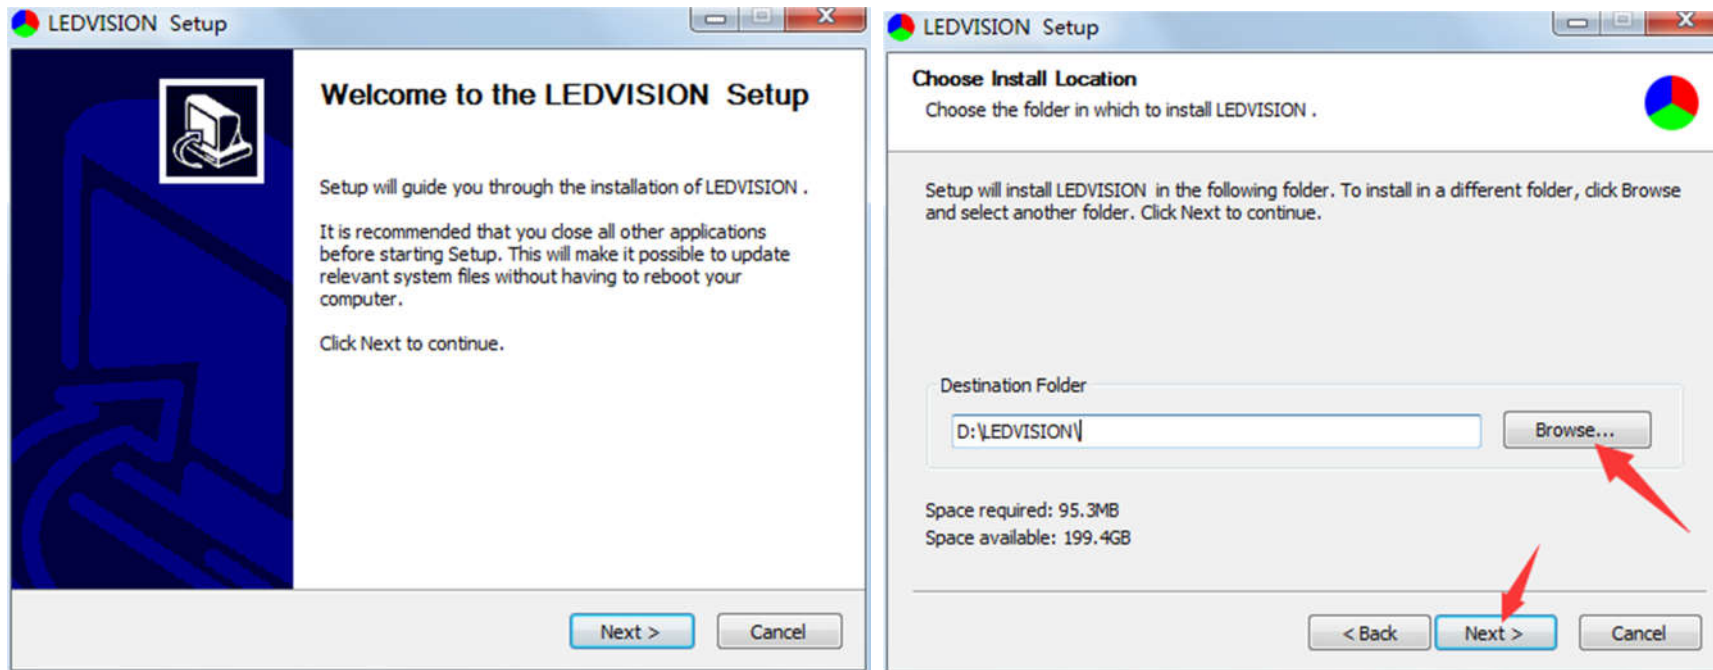 LEDVISION Setup
Welcome to the LEDVISION Setup
Setup will guide you through the installation of LEDVISION .
It is recommended that you close all other applications
before starting Setup. This will make it possible to update
relevant system files without having to reboot your
computer.
Click Next to continue.
Next >
Cancel
LEDVISION Setup
Choose Install Location
Choose the folder in which to install LEDVISION .
Setup will install LEDVISION in the following folder. To install in a different folder, click Browse
and select another folder. Click Next to continue.
Destination Folder
D:\LEDVISION\
Browse...
Space required: 95.3MB
Space available: 199.4GB
< Back
Next >
Cancel